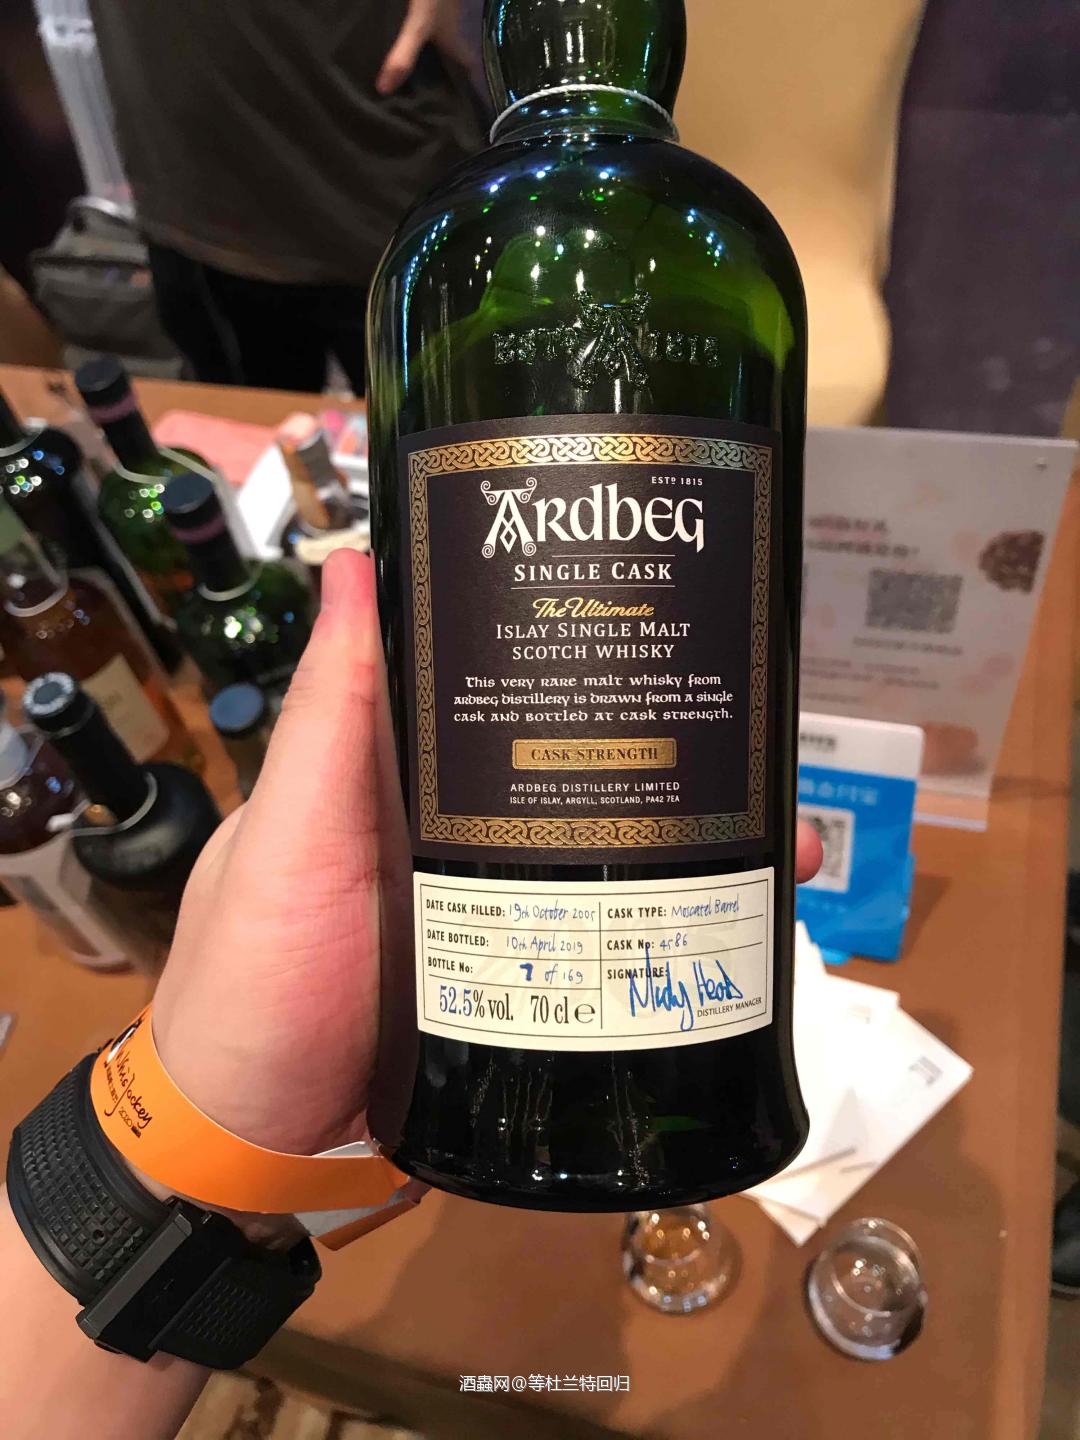 ESTD 1815
ESTD 1815
ARDBEG
SINGLE CASK
The Ultimate
ISLAY SINGLE MALT
SCOTCH WHISKY
This very rare malt whisky from
ardbeg distillery is drawn from a single
cask and bottled at cask strength.
CASK STRENGTH
ARDBEG DISTILLERY LIMITED
ISLE OF ISLAY, ARGYLL, SCOTLAND, PA42 7EA
DATE CASK FILLED: 19th October 2005
DATE BOTTLED: 10th April 2019
BOTTLE No: 7 of 169
52.5% vol. 70 cl e
CASK TYPE: Moscatel Barrel
CASK No: 4586
SIGNATURE:
DISTILLERY MANAGER
酒蟲网@等杜兰特回归